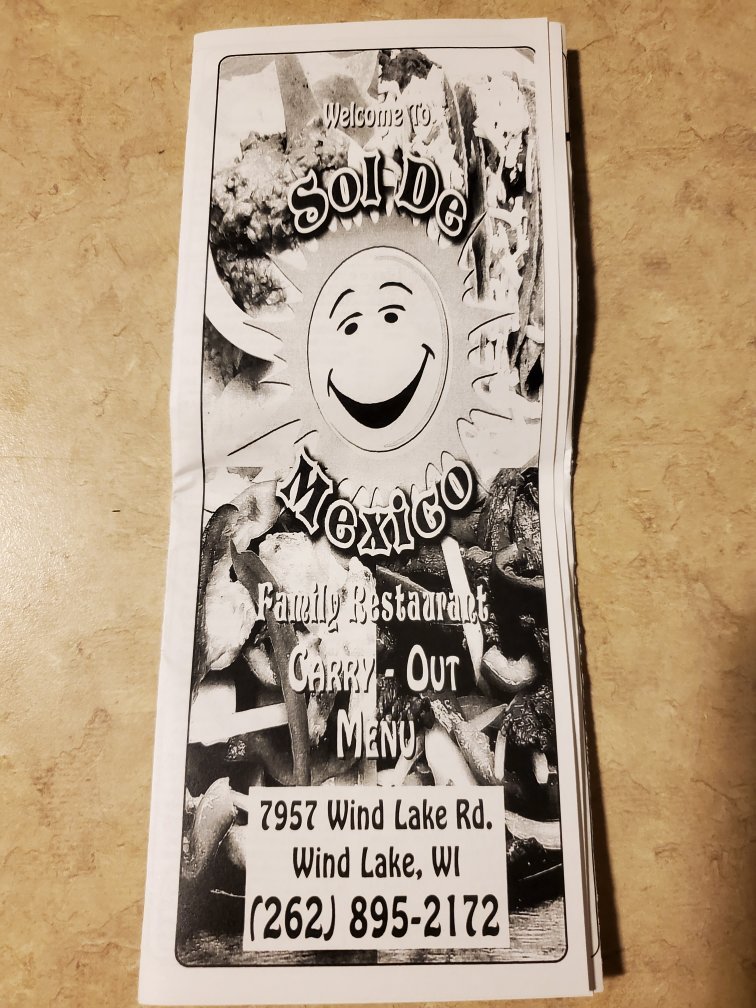 Welcome To
Sol De
Mexico
Family Restaurant
Carry - Out
Menu
7957 Wind Lake Rd.
Wind Lake, WI
(262) 895-2172